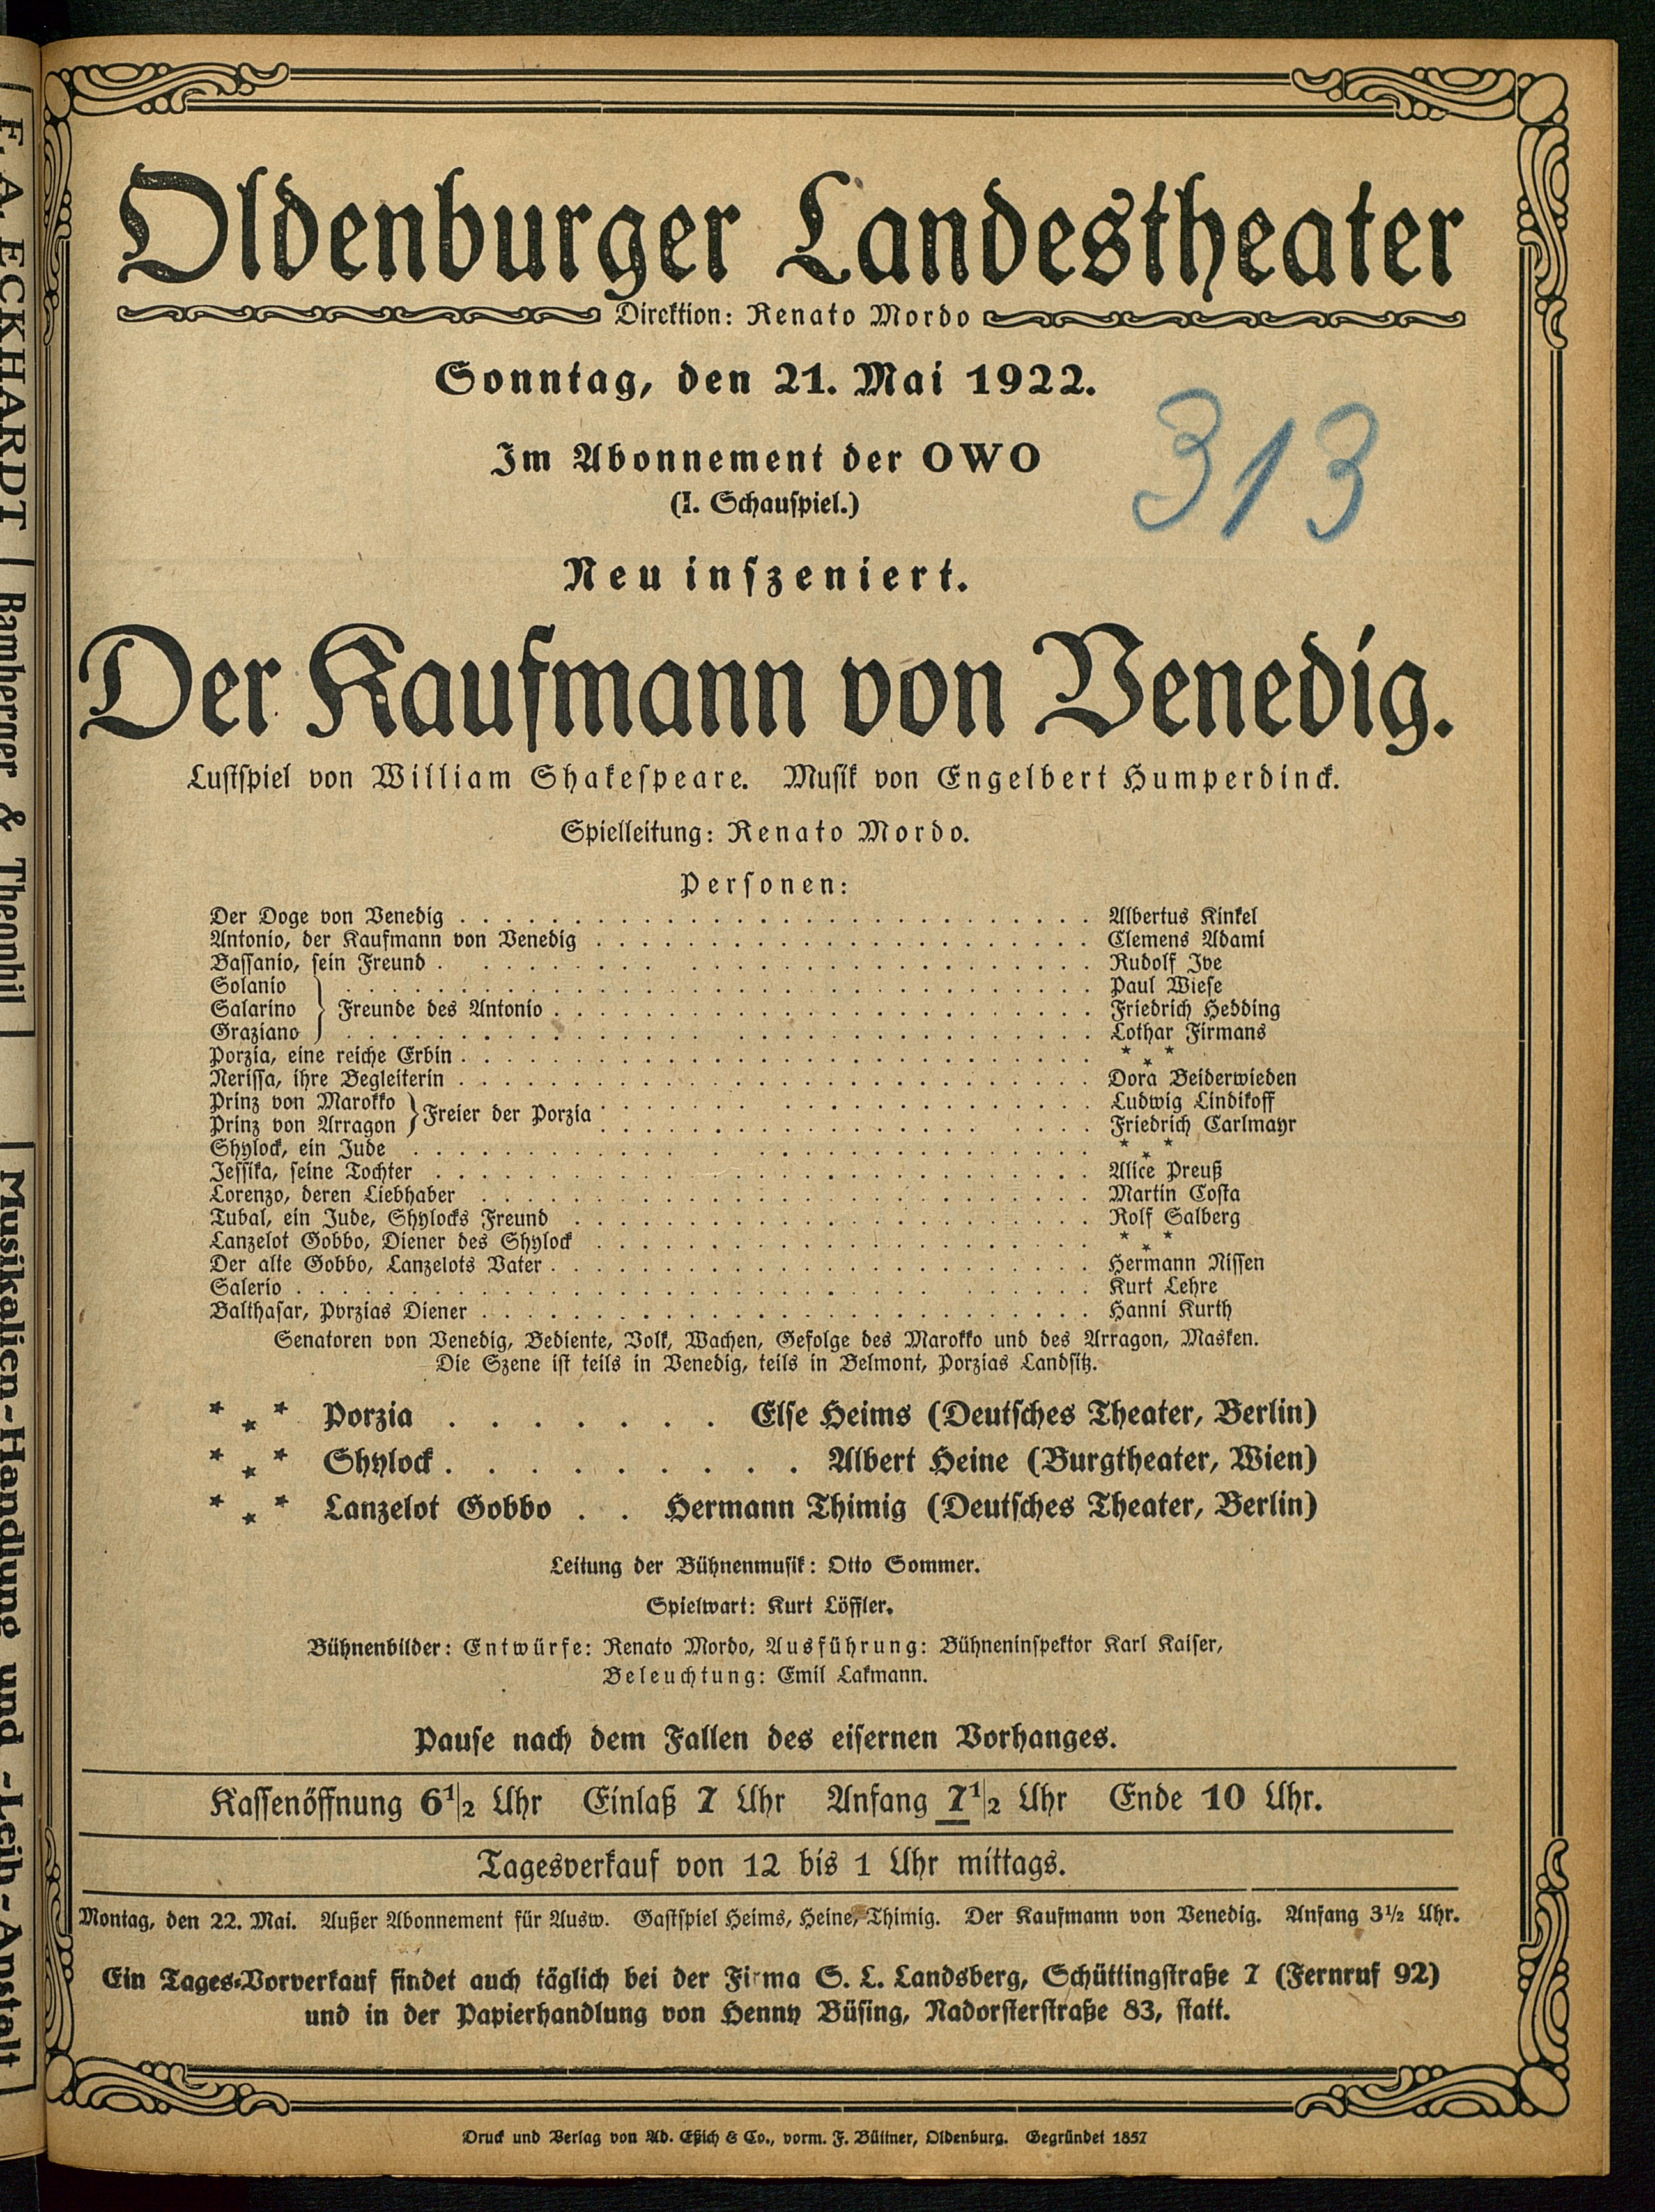 Oldenburger Landestheater
Direktion: Renato Mordo
Sonntag, den 21. Mai 1922.
313
Im Abonnement der OWO
(I. Schauspiel.)
Neu inszeniert.
Der Kaufmann von Venedig.
Lustspiel von William Shakespeare. Musik von Engelbert Humperdinck.
Spielleitung: Renato Mordo.
Personen:
Der Doge von Venedig . . . . . Albertus Kinkel
Antonio, der Kaufmann von Venedig . . . . . Clemens Adami
Bassanio, sein Freund . . . . . Rudolf Ive
Solanio . . . . . Paul Wiese
Salarino } Freunde des Antonio . . . . . Friedrich Hedding
Graziano . . . . . Lothar Firmans
Porzia, eine reiche Erbin . . . . . * * *
Nerissa, ihre Begleiterin . . . . . Dora Beiderwieden
Prinz von Marokko } Freier der Porzia . . . . . Ludwig Lindikoff
Prinz von Arragon . . . . . Friedrich Carlmayr
Shylock, ein Jude . . . . . * * *
Jessika, seine Tochter . . . . . Alice Preuß
Lorenzo, deren Liebhaber . . . . . Martin Costa
Tubal, ein Jude, Shylocks Freund . . . . . Rolf Salberg
Lanzelot Gobbo, Diener des Shylock . . . . . * * *
Der alte Gobbo, Lanzelots Vater . . . . . Hermann Nissen
Salerio . . . . . Kurt Lehre
Balthasar, Porzias Diener . . . . . Hanni Kurth
Senatoren von Venedig, Bediente, Volk, Wachen, Gefolge des Marokko und des Arragon, Masken.
Die Szene ist teils in Venedig, teils in Belmont, Porzias Landsitz.
* * * Porzia . . . . . . . Else Heims (Deutsches Theater, Berlin)
* * * Shylock . . . . . . . . . Albert Heine (Burgtheater, Wien)
* * * Lanzelot Gobbo . . Hermann Thimig (Deutsches Theater, Berlin)
Leitung der Bühnenmusik: Otto Sommer.
Spielwart: Kurt Löffler.
Bühnenbilder: Entwürfe: Renato Mordo, Ausführung: Bühneninspektor Karl Kaiser,
Beleuchtung: Emil Lakmann.
Pause nach dem Fallen des eisernen Vorhanges.
Kassenöffnung 6½ Uhr Einlaß 7 Uhr Anfang 7½ Uhr Ende 10 Uhr.
Tagesverkauf von 12 bis 1 Uhr mittags.
Montag, den 22. Mai. Außer Abonnement für Ausw. Gastspiel Heims, Heine, Thimig. Der Kaufmann von Venedig. Anfang 3½ Uhr.
Ein Tages-Vorverkauf findet auch täglich bei der Firma S. L. Landsberg, Schüttingstraße 7 (Fernruf 92)
und in der Papierhandlung von Henny Büsing, Nadorsterstraße 83, statt.
Druck und Verlag von Ad. Eßich & Co., vorm. F. Büttner, Oldenburg. Gegründet 1857
F. A. ECKHARDT
Bamberger & Theophil
Musikalien-Handlung und -Leih-Anstalt